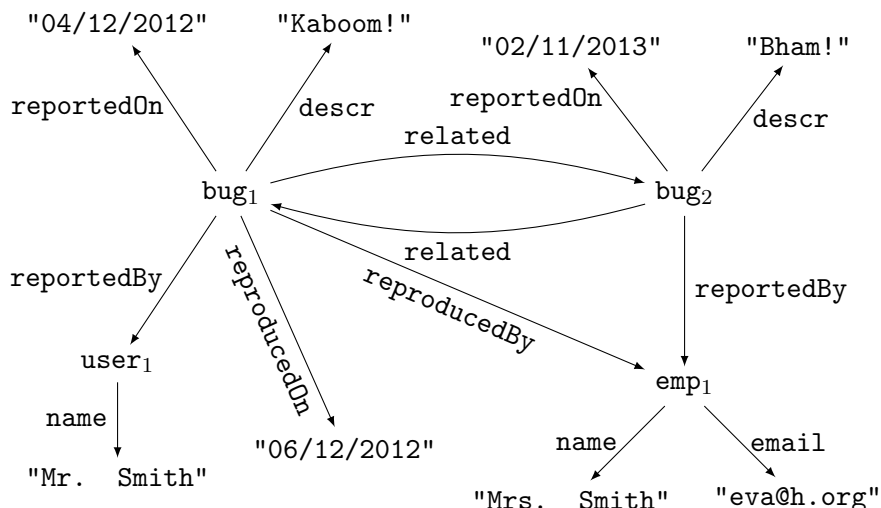 "04/12/2012"
"Kaboom!"
"02/11/2013"
"Bham!"
reportedOn
descr
reportedOn
descr
related
bug₁
bug₂
related
reportedBy
reproducedOn
reproducedBy
reportedBy
user₁
emp₁
name
"06/12/2012"
name
email
"Mr. Smith"
"Mrs. Smith"
"eva@h.org"